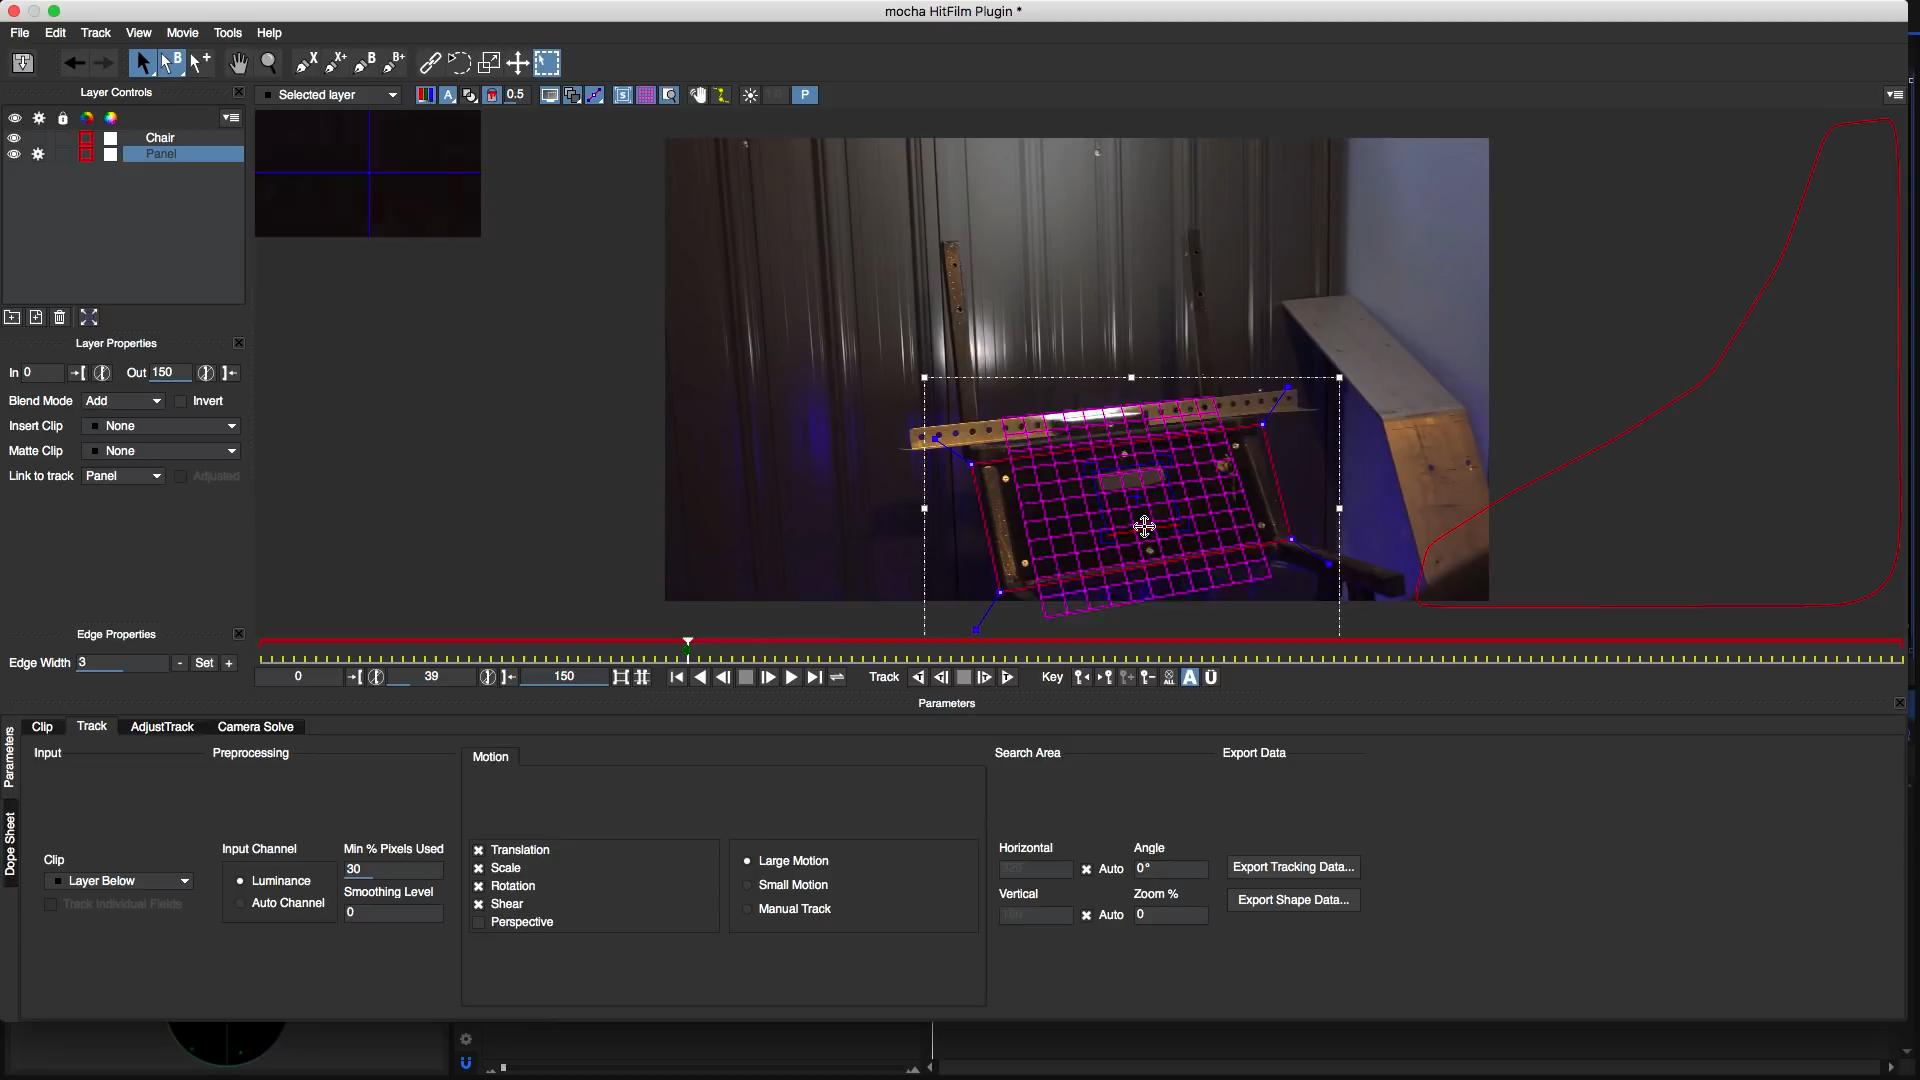 mocha HitFilm Plugin *
File Edit Track View Movie Tools Help
B X X+ B B+
Layer Controls
Selected layer A 0.5 S P
Chair
Panel
Layer Properties
In 0 Out 150
Blend Mode Add Invert
Insert Clip None
Matte Clip None
Link to track Panel Adjusted
Edge Properties
Edge Width 3 - Set +
0 39 150 Track Key ALL A Ü
Parameters
Parameters
Dope Sheet
Clip Track AdjustTrack Camera Solve
Input Preprocessing Motion Search Area Export Data
Clip
Layer Below
Track Individual Fields
Input Channel
Luminance
Auto Channel
Min % Pixels Used
30
Smoothing Level
0
Translation
Scale
Rotation
Shear
Perspective
Large Motion
Small Motion
Manual Track
Horizontal Angle
Auto 0°
Vertical Zoom %
Auto 0
Export Tracking Data...
Export Shape Data...